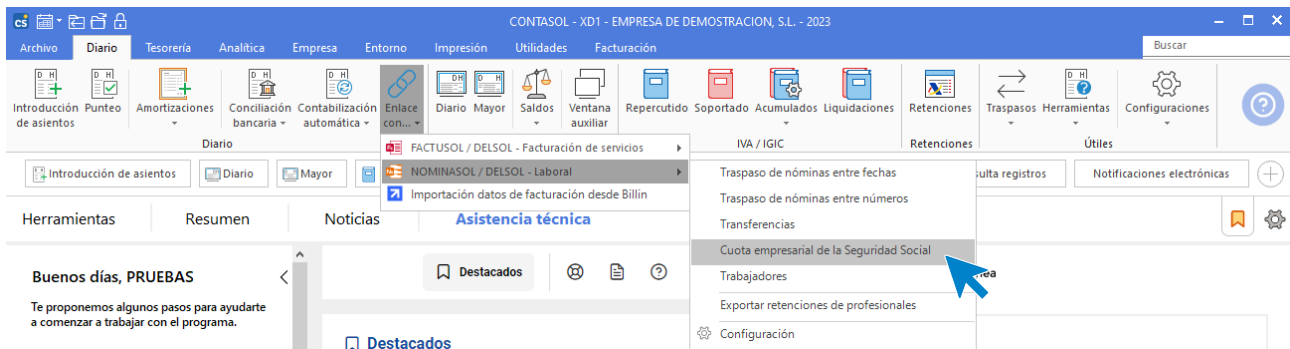 cs
CONTASOL - XD1 - EMPRESA DE DEMOSTRACION, S.L. - 2023
Archivo Diario Tesorería Analítica Empresa Entorno Impresión Utilidades Facturación Buscar
D H D H D H D H DH D H D H
Introducción Punteo Amortizaciones Conciliación Contabilización Enlace Diario Mayor Saldos Ventana Repercutido Soportado Acumulados Liquidaciones Retenciones Traspasos Herramientas Configuraciones
de asientos bancaria automática con... auxiliar
Diario IVA / IGIC Retenciones Útiles
FACTUSOL / DELSOL - Facturación de servicios
Introducción de asientos Diario Mayor NOMINASOL / DELSOL - Laboral Traspaso de nóminas entre fechas sulta registros Notificaciones electrónicas
Importación datos de facturación desde Billin Traspaso de nóminas entre números
Herramientas Resumen Noticias Asistencia técnica Transferencias
Cuota empresarial de la Seguridad Social
Buenos días, PRUEBAS Destacados Trabajadores nea
Te proponemos algunos pasos para ayudarte Exportar retenciones de profesionales
a comenzar a trabajar con el programa.
Destacados Configuración